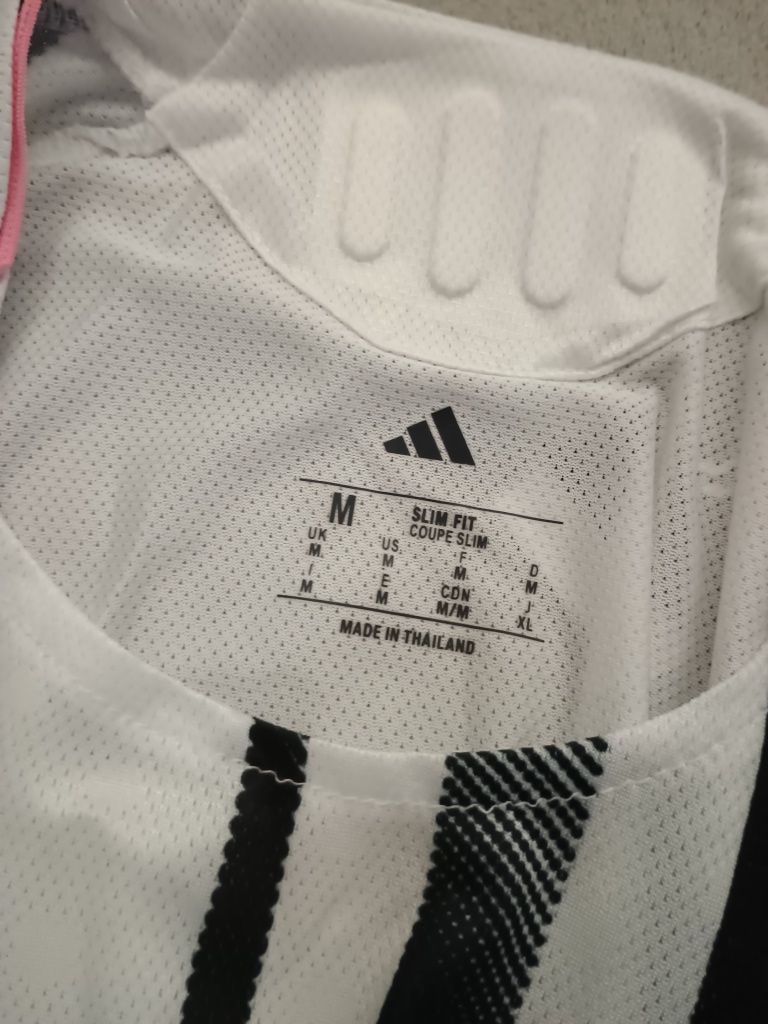 M SLIM FIT
COUPE SLIM
UK US F D
M M M M
I E CDN J
M M M/M XL
MADE IN THAILAND